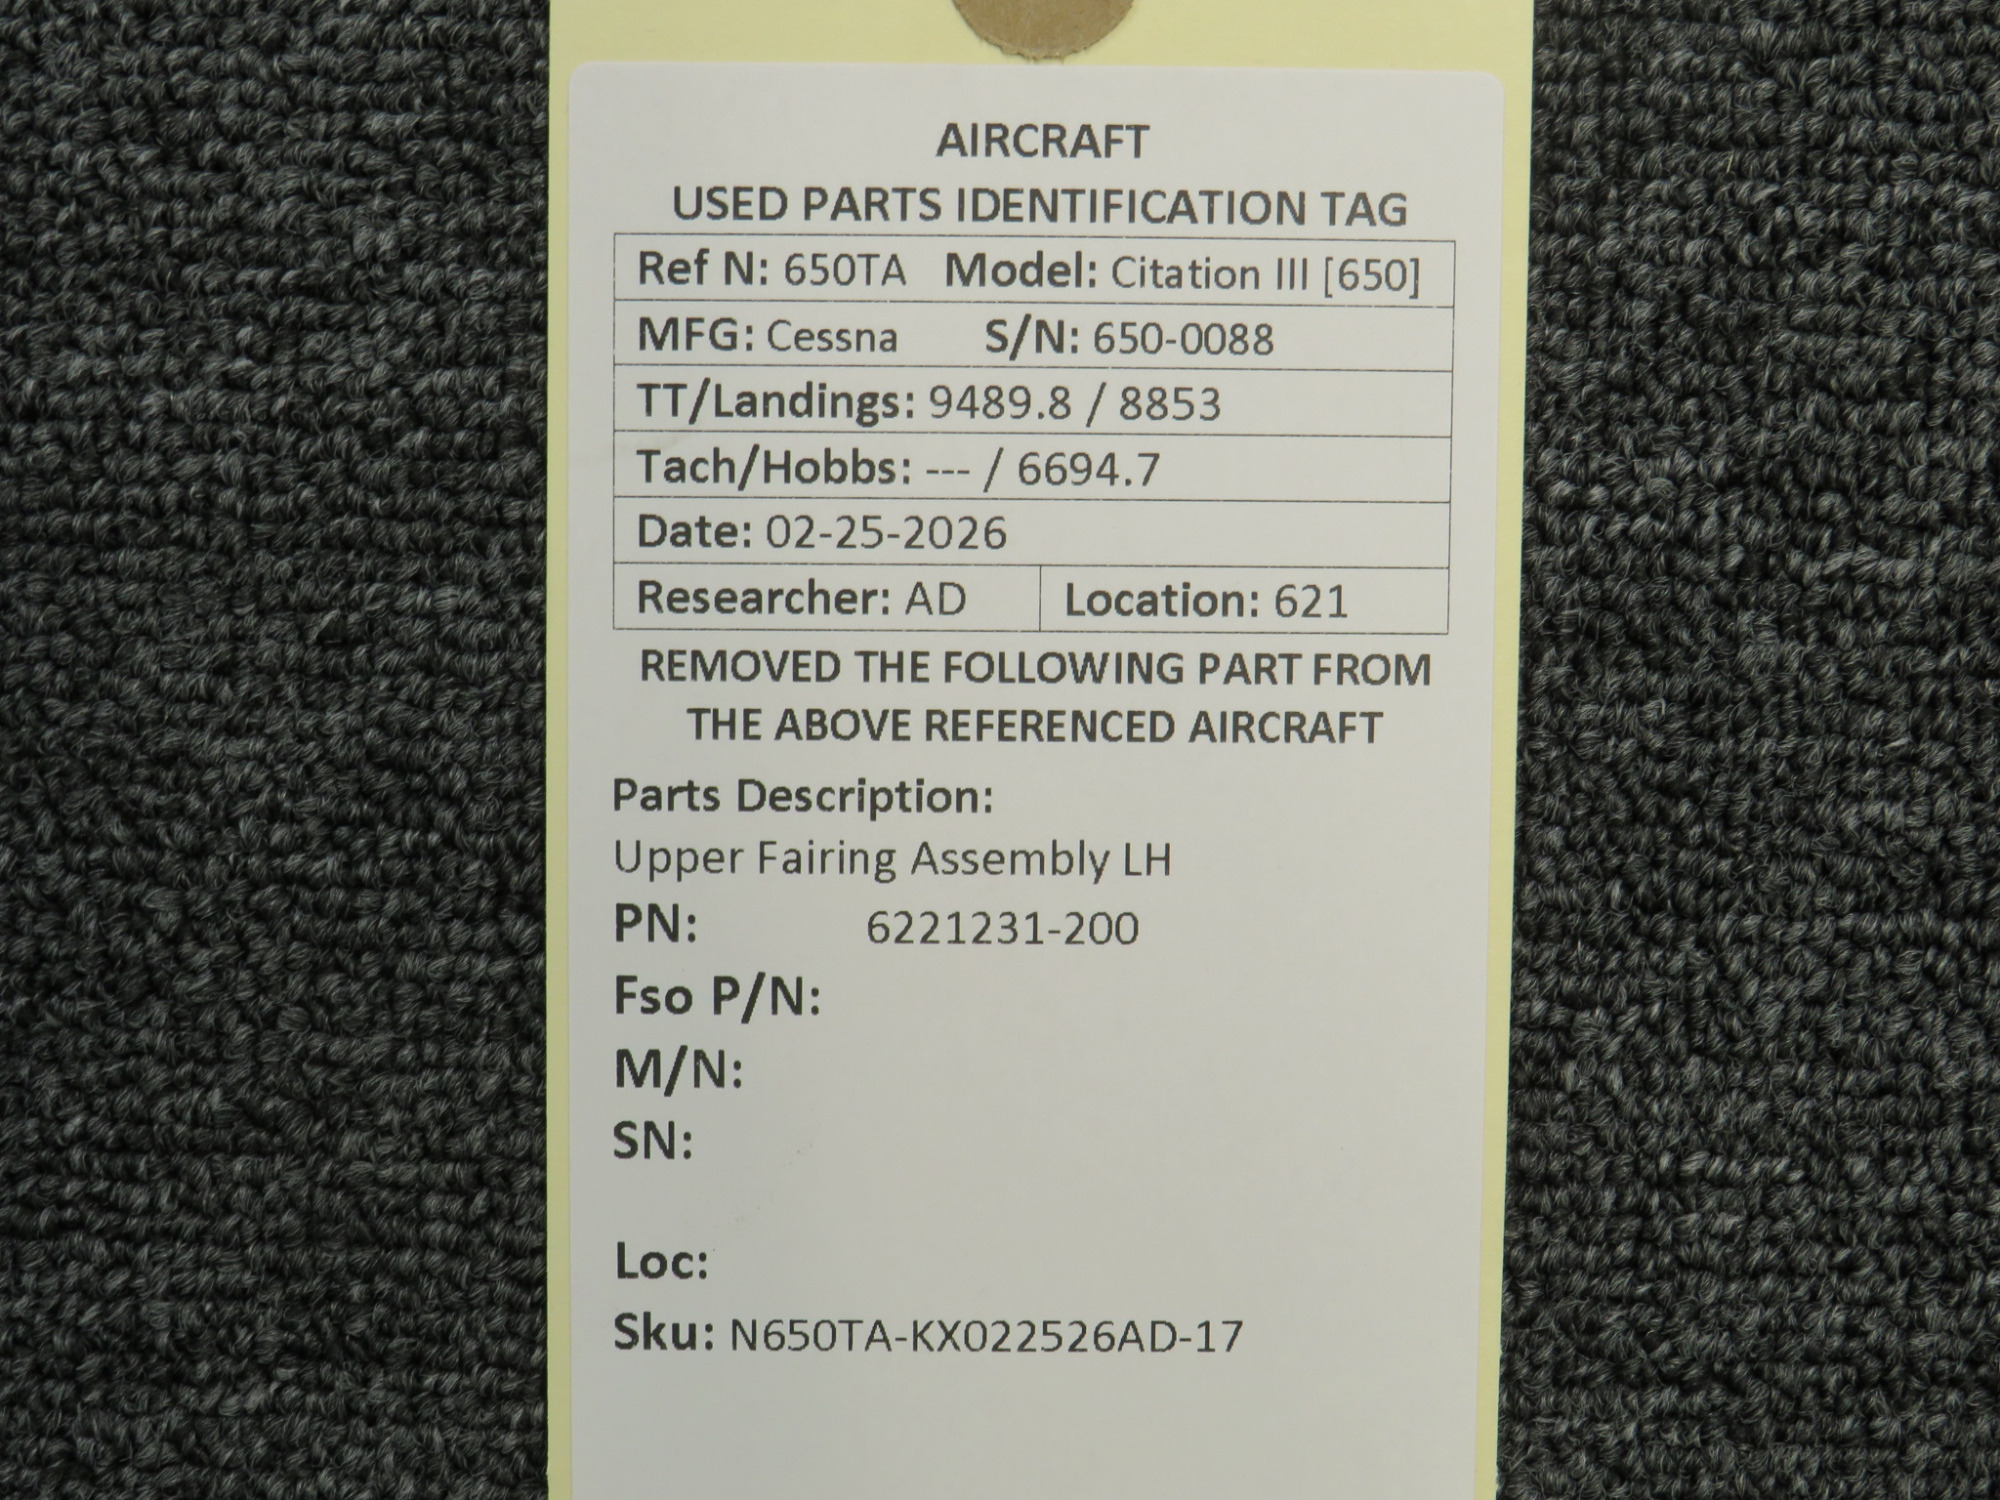 AIRCRAFT
USED PARTS IDENTIFICATION TAG
Ref N: 650TA Model: Citation III [650]
MFG: Cessna S/N: 650-0088
TT/Landings: 9489.8 / 8853
Tach/Hobbs: --- / 6694.7
Date: 02-25-2026
Researcher: AD Location: 621
REMOVED THE FOLLOWING PART FROM
THE ABOVE REFERENCED AIRCRAFT
Parts Description:
Upper Fairing Assembly LH
PN: 6221231-200
Fso P/N:
M/N:
SN:
Loc:
Sku: N650TA-KX022526AD-17